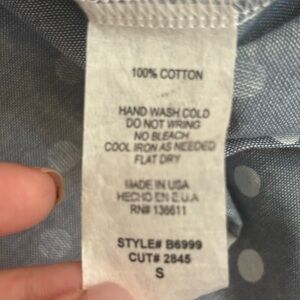 100% COTTON
HAND WASH COLD
DO NOT WRING
NO BLEACH
COOL IRON AS NEEDED
FLAT DRY
MADE IN USA
HECHO EN E.U.A
RN# 136611
STYLE# B6999
CUT# 2845
S